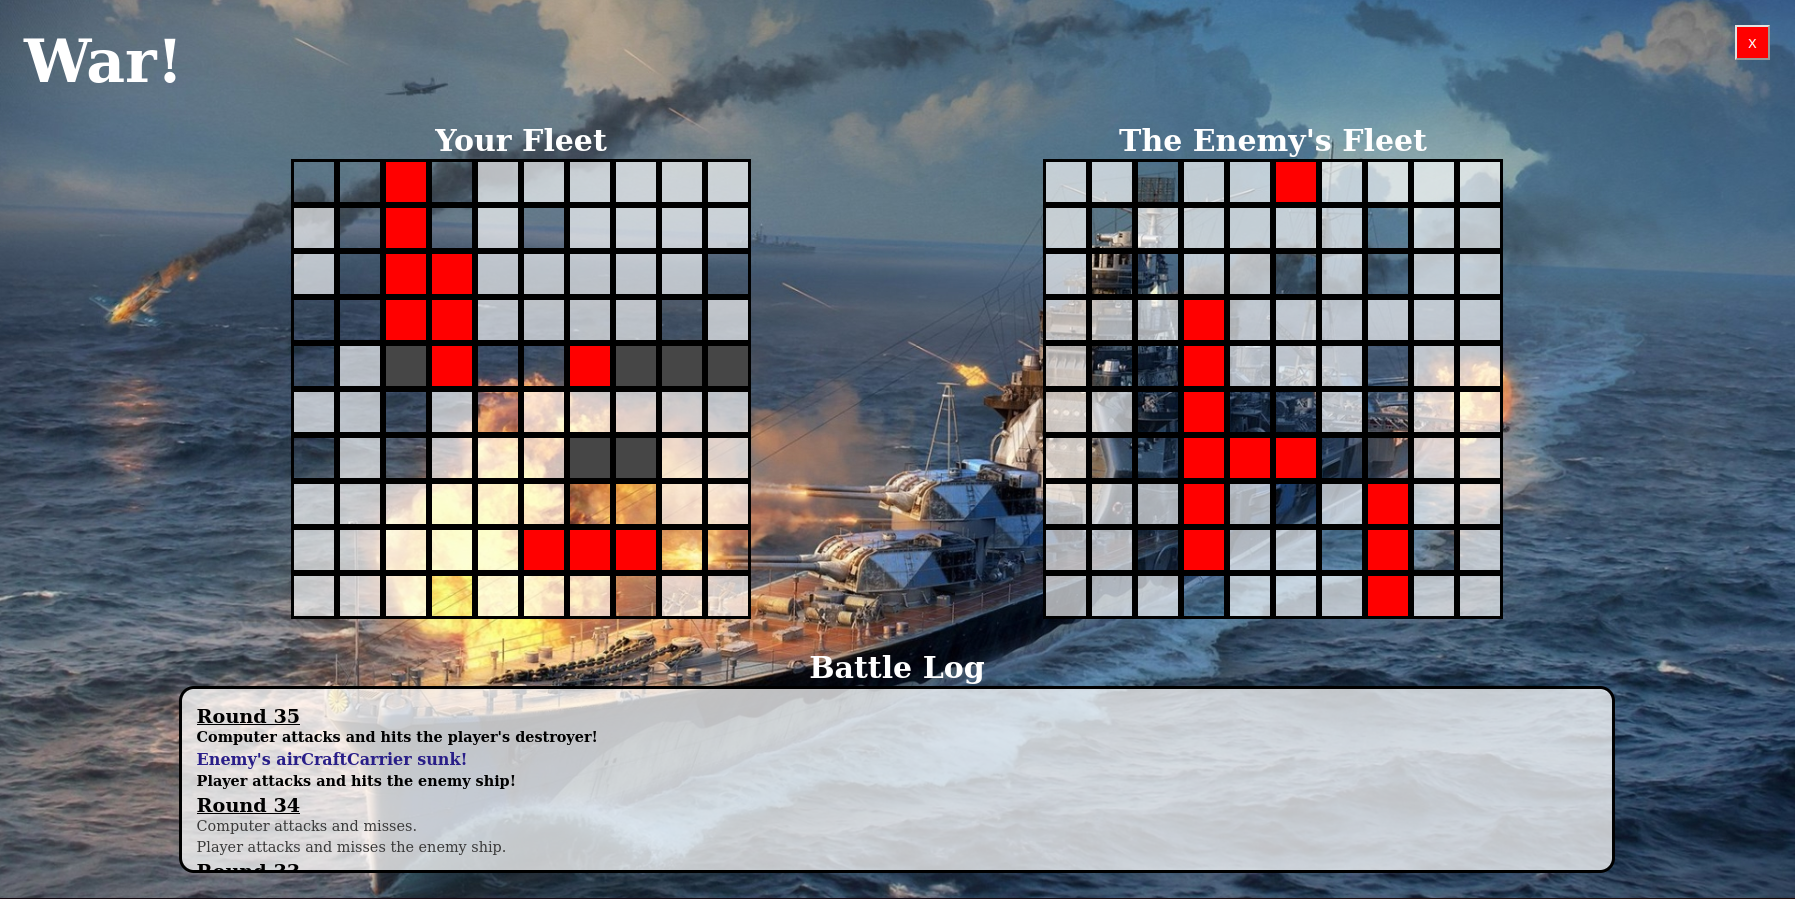 War!
X
Your Fleet
The Enemy's Fleet
Battle Log
Round 35
Computer attacks and hits the player's destroyer!
Enemy's airCraftCarrier sunk!
Player attacks and hits the enemy ship!
Round 34
Computer attacks and misses.
Player attacks and misses the enemy ship.
Round 33